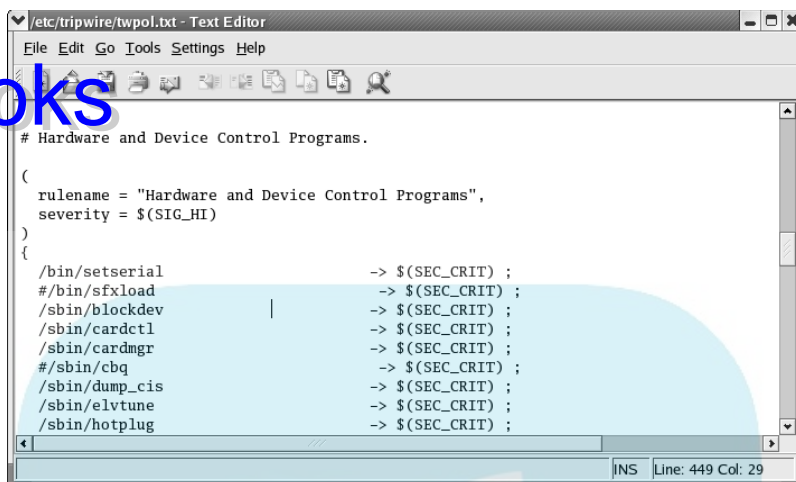 /etc/tripwire/twpol.txt - Text Editor
File Edit Go Tools Settings Help
oks
# Hardware and Device Control Programs.
(
rulename = "Hardware and Device Control Programs",
severity = $(SIG_HI)
)
{
/bin/setserial -> $(SEC_CRIT) ;
#/bin/sfxload -> $(SEC_CRIT) ;
/sbin/blockdev -> $(SEC_CRIT) ;
/sbin/cardctl -> $(SEC_CRIT) ;
/sbin/cardmgr -> $(SEC_CRIT) ;
#/sbin/cbq -> $(SEC_CRIT) ;
/sbin/dump_cis -> $(SEC_CRIT) ;
/sbin/elvtune -> $(SEC_CRIT) ;
/sbin/hotplug -> $(SEC_CRIT) ;
INS Line: 449 Col: 29